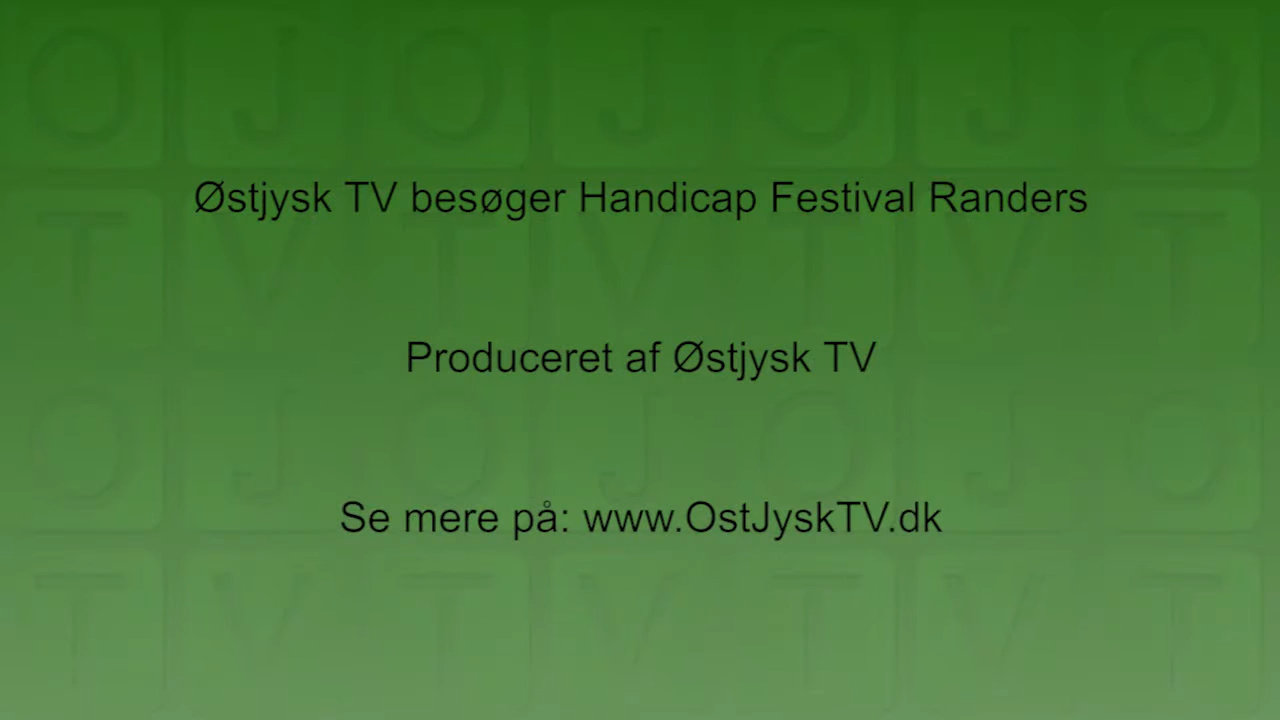 Østjysk TV besøger Handicap Festival Randers
Produceret af Østjysk TV
Se mere på: www.OstJyskTV.dk